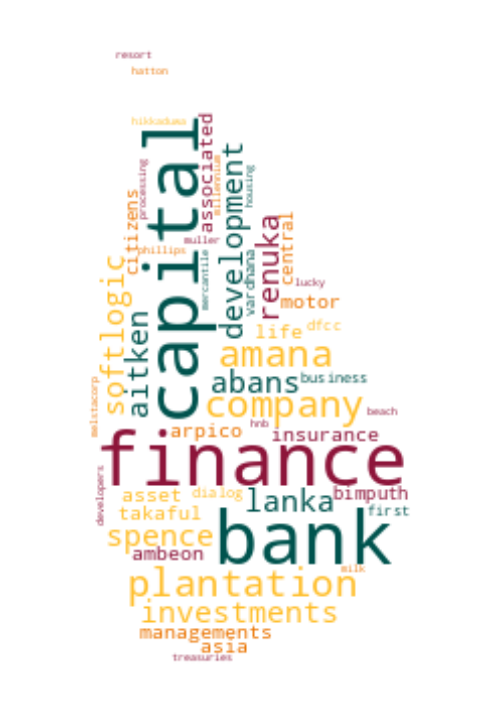 resort
hatton
hikkaduwa
capital
associated
millennium
processing
development
housing
citizens
renuka
central
muller
phillips
mercantile
vardhana
softlogic
lucky
motor
aitken
life
dfcc
amana
abans
business
melstacorp
company
beach
hnb
arpico
insurance
finance
developers
asset
dialog
lanka
bimputh
takaful
first
spence
bank
ambeon
milk
plantation
investments
managements
asia
treasuries